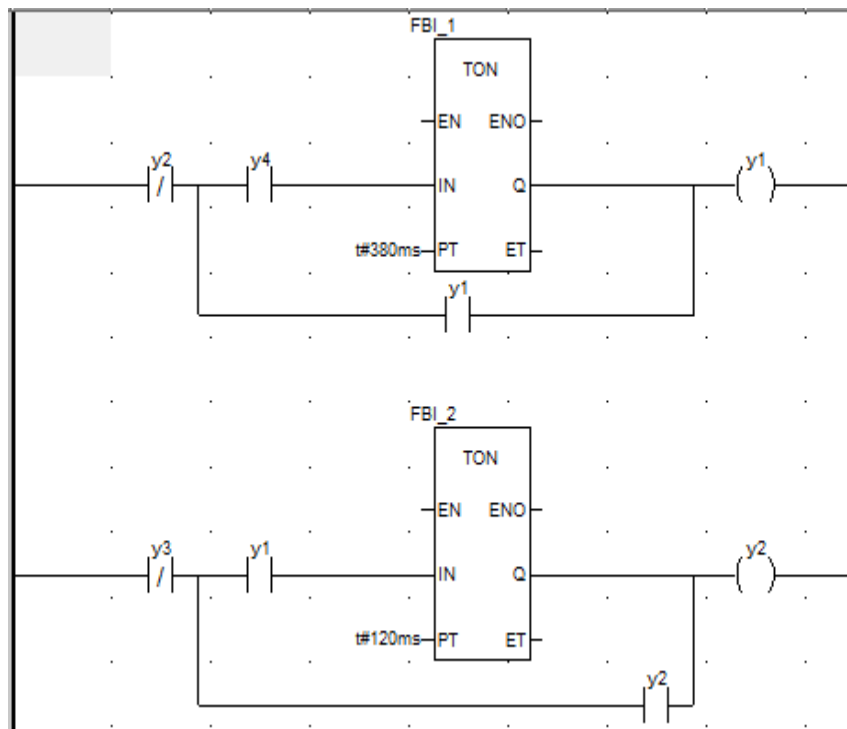 FBI_1
TON
EN ENO
y2 y4 y1
/ IN Q ( )
t#380ms PT ET
y1
FBI_2
TON
EN ENO
y3 y1 y2
/ IN Q ( )
t#120ms PT ET
y2